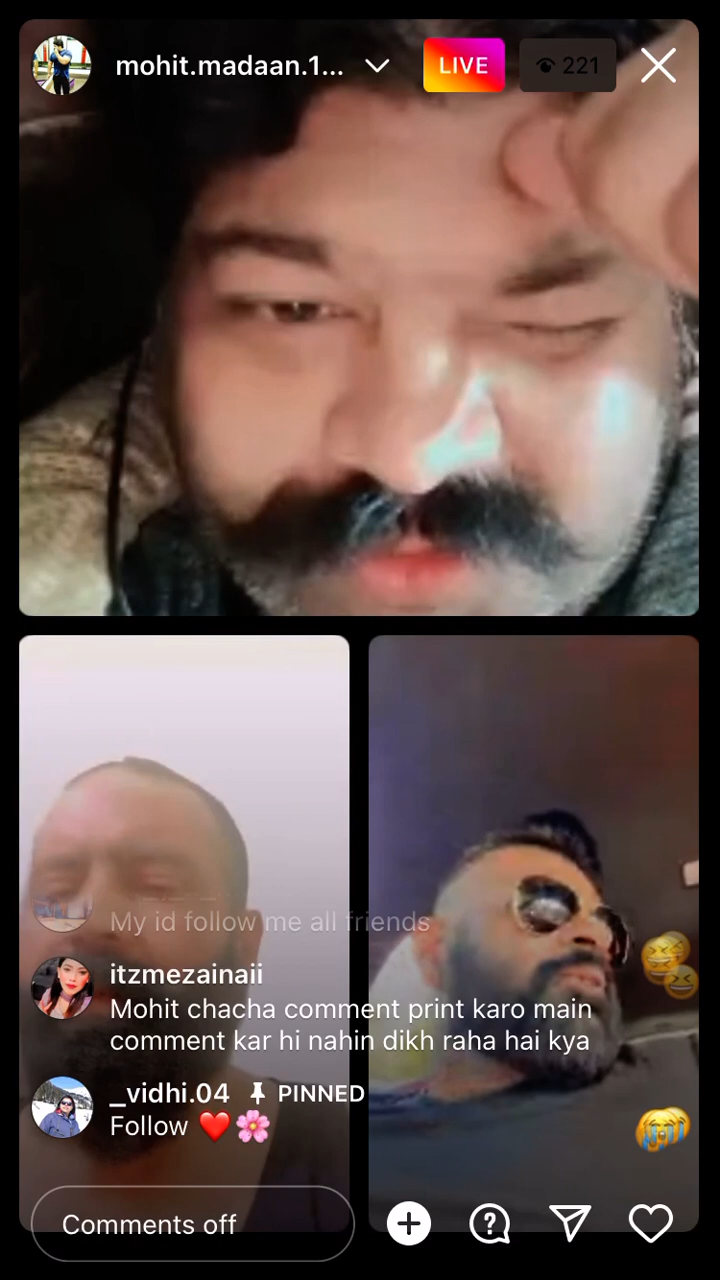 mohit.madaan.1...
LIVE
221
My id follow me all friends
itzmezainaii
Mohit chacha comment print karo main
comment kar hi nahin dikh raha hai kya
_vidhi.04 PINNED
Follow ❤️🌸
Comments off